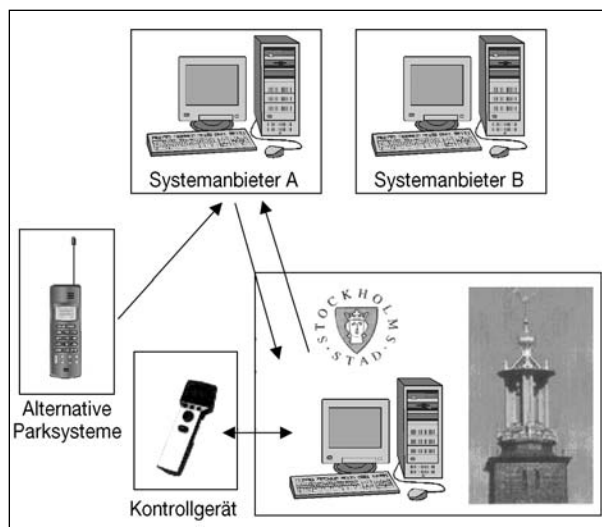 Systemanbieter A
Systemanbieter B
STOCKHOLMS
STAD
Alternative
Parksysteme
Kontrollgerät